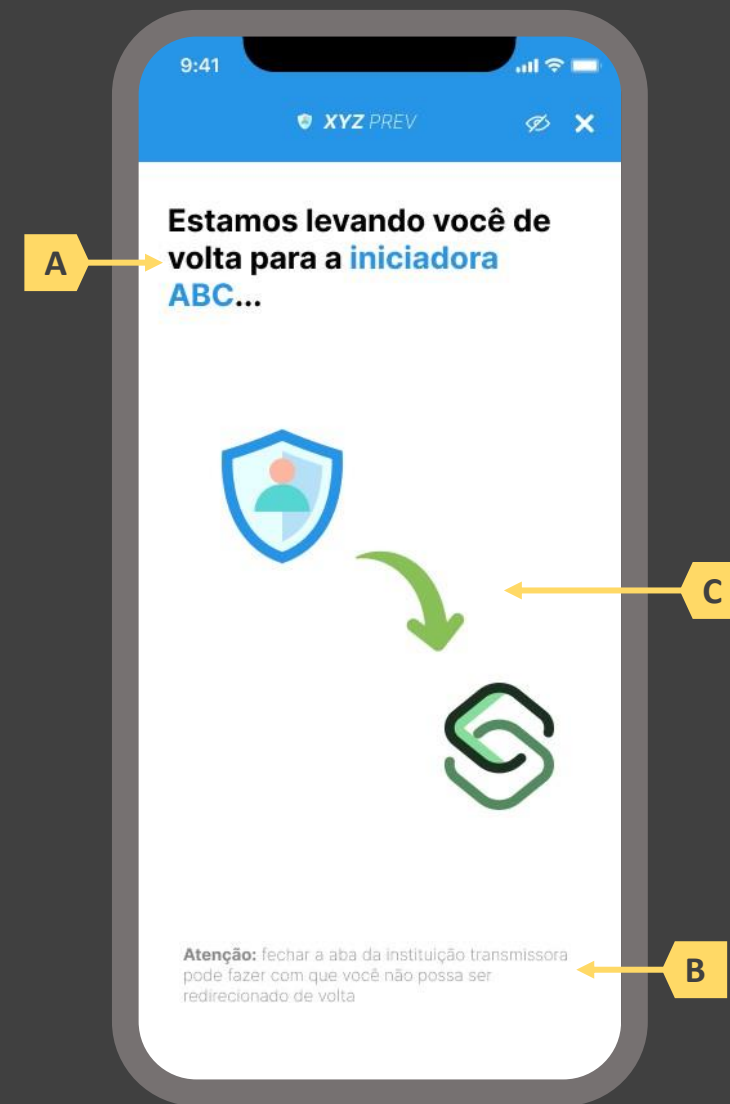 9:41
XYZ PREV
Estamos levando você de
A
volta para a iniciadora
ABC...
C
Atenção: fechar a aba da instituição transmissora
B
pode fazer com que você não possa ser
redirecionado de volta